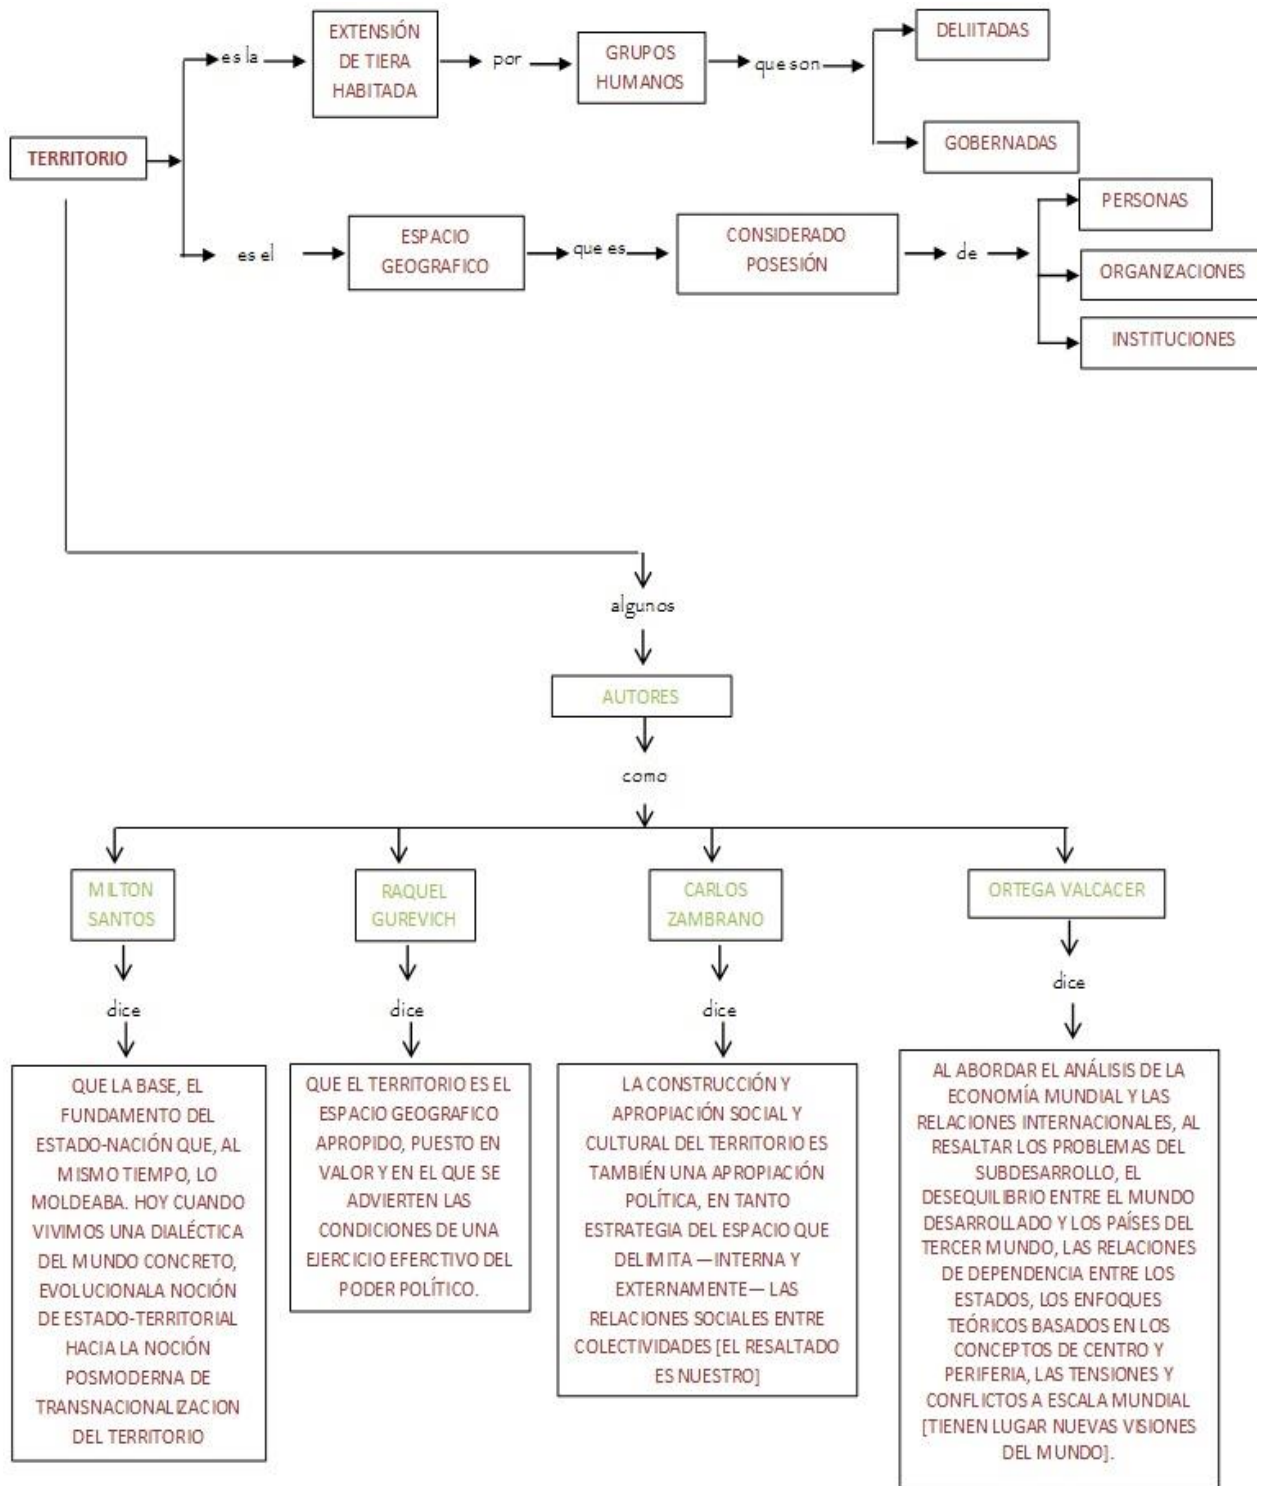 TERRITORIO
es la
EXTENSIÓN
DE TIERA
HABITADA
por
GRUPOS
HUMANOS
que son
DELIITADAS
GOBERNADAS
es el
ESPACIO
GEOGRAFICO
que es
CONSIDERADO
POSESIÓN
de
PERSONAS
ORGANIZACIONES
INSTITUCIONES
algunos
AUTORES
como
MILTON
SANTOS
dice
QUE LA BASE, EL
FUNDAMENTO DEL
ESTADO-NACIÓN QUE, AL
MISMO TIEMPO, LO
MOLDEABA. HOY CUANDO
VIVIMOS UNA DIALÉCTICA
DEL MUNDO CONCRETO,
EVOLUCIONALA NOCIÓN
DE ESTADO-TERRITORIAL
HACIA LA NOCIÓN
POSMODERNA DE
TRANSNACIONALIZACION
DEL TERRITORIO
RAQUEL
GUREVICH
dice
QUE EL TERRITORIO ES EL
ESPACIO GEOGRAFICO
APROPIDO, PUESTO EN
VALOR Y EN EL QUE SE
ADVIERTEN LAS
CONDICIONES DE UNA
EJERCICIO EFERCTIVO DEL
PODER POLÍTICO.
CARLOS
ZAMBRANO
dice
LA CONSTRUCCIÓN Y
APROPIACIÓN SOCIAL Y
CULTURAL DEL TERRITORIO ES
TAMBIÉN UNA APROPIACIÓN
POLÍTICA, EN TANTO
ESTRATEGIA DEL ESPACIO QUE
DELIMITA —INTERNA Y
EXTERNAMENTE— LAS
RELACIONES SOCIALES ENTRE
COLECTIVIDADES [EL RESALTADO
ES NUESTRO]
ORTEGA VALCACER
dice
AL ABORDAR EL ANÁLISIS DE LA
ECONOMÍA MUNDIAL Y LAS
RELACIONES INTERNACIONALES, AL
RESALTAR LOS PROBLEMAS DEL
SUBDESARROLLO, EL
DESEQUILIBRIO ENTRE EL MUNDO
DESARROLLADO Y LOS PAÍSES DEL
TERCER MUNDO, LAS RELACIONES
DE DEPENDENCIA ENTRE LOS
ESTADOS, LOS ENFOQUES
TEÓRICOS BASADOS EN LOS
CONCEPTOS DE CENTRO Y
PERIFERIA, LAS TENSIONES Y
CONFLICTOS A ESCALA MUNDIAL
[TIENEN LUGAR NUEVAS VISIONES
DEL MUNDO].